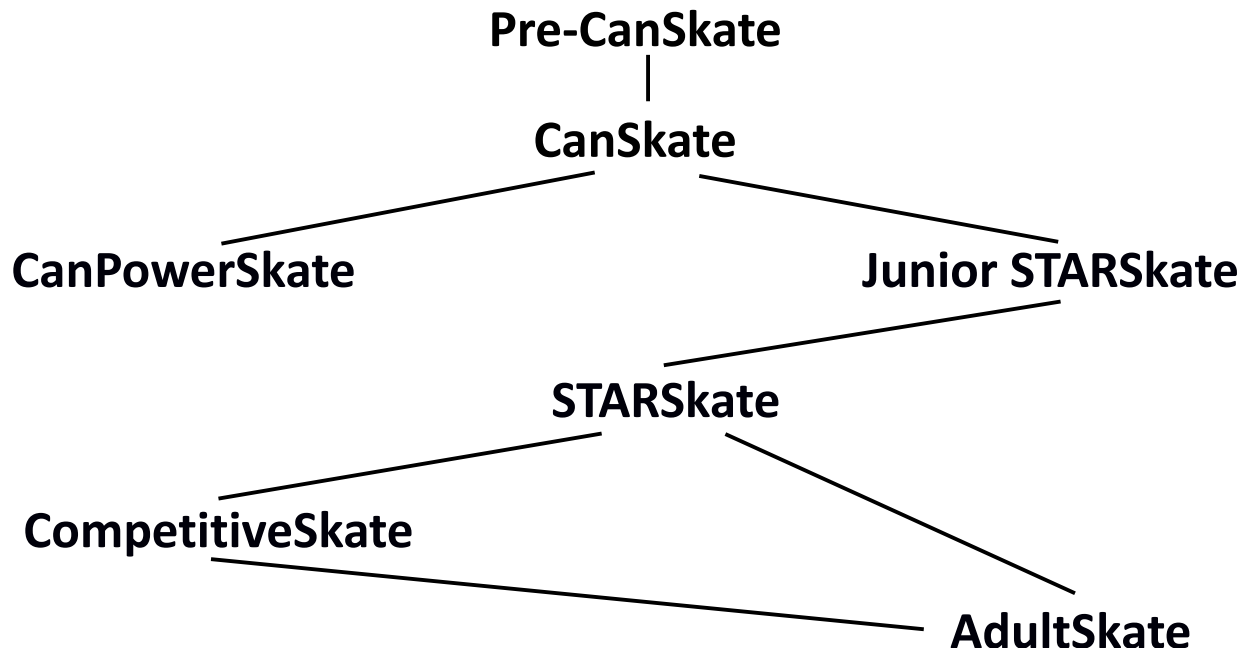 Pre-CanSkate
CanSkate
CanPowerSkate
Junior STARSkate
STARSkate
CompetitiveSkate
AdultSkate